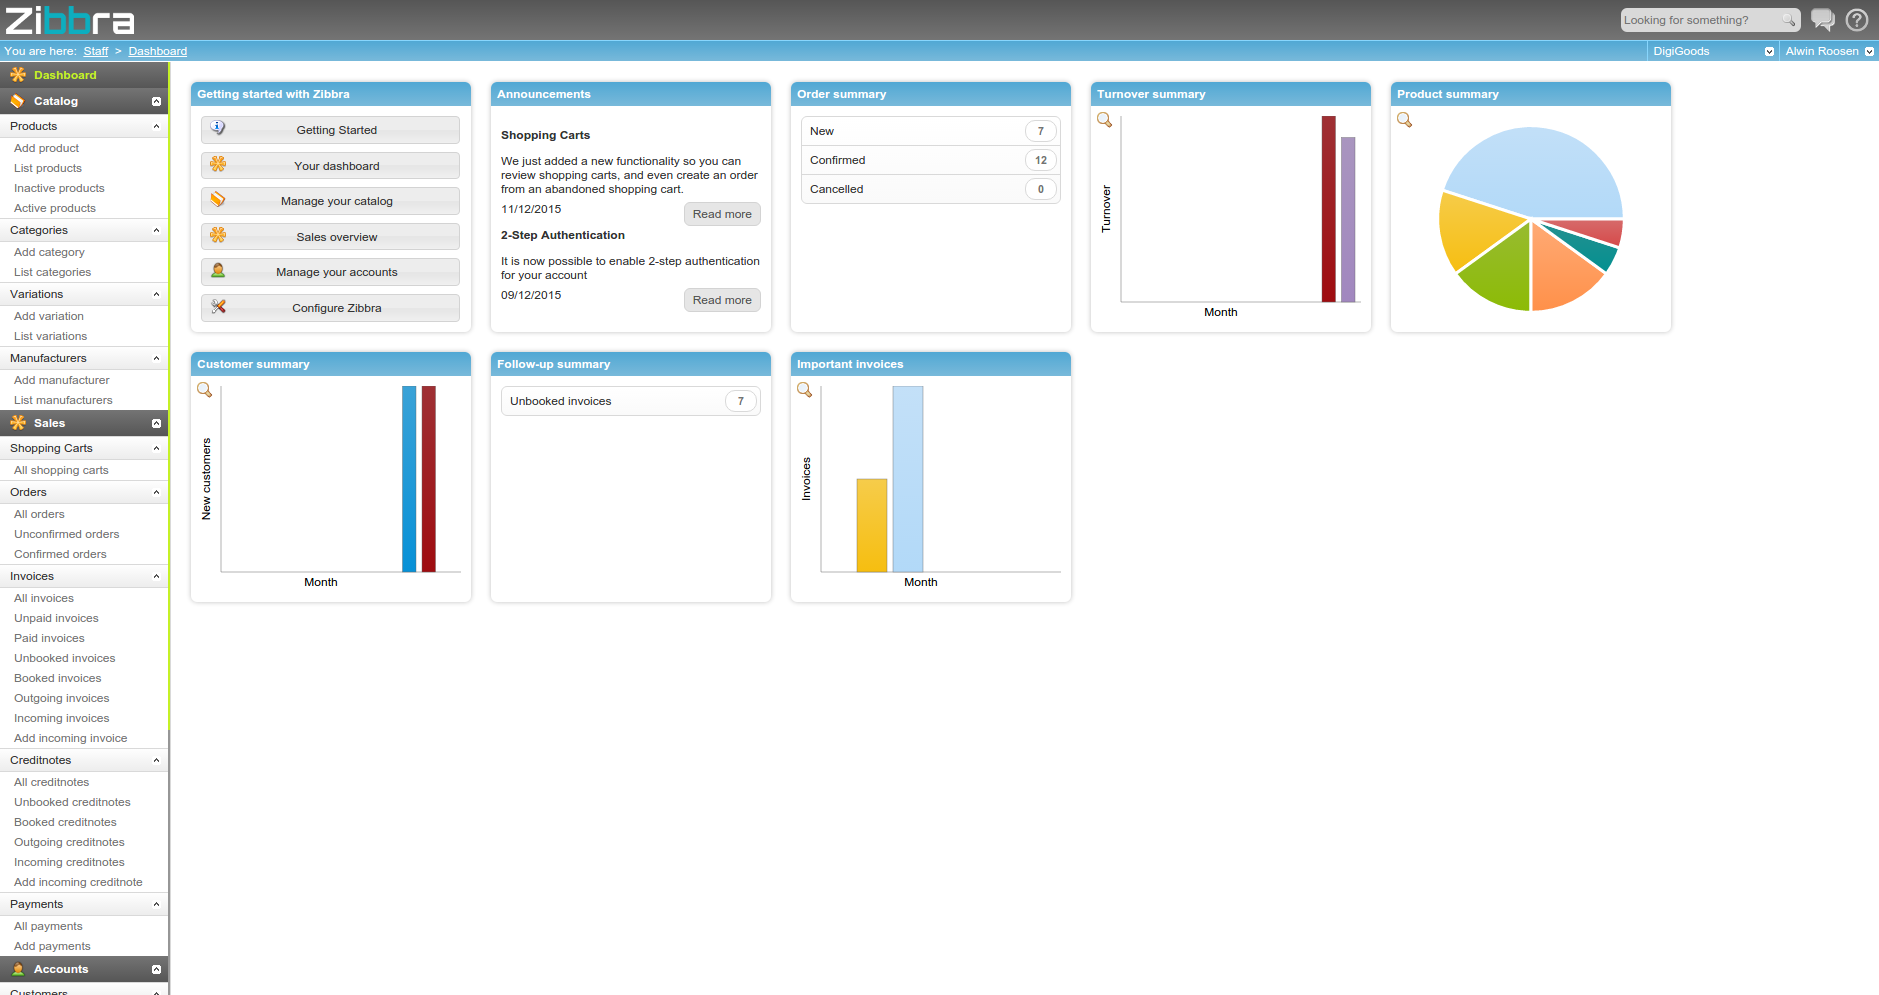 Zibbra
Looking for something?
You are here: Staff > Dashboard
DigiGoods
Alwin Roosen
Dashboard
Catalog
Products
Add product
List products
Inactive products
Active products
Categories
Add category
List categories
Variations
Add variation
List variations
Manufacturers
Add manufacturer
List manufacturers
Sales
Shopping Carts
All shopping carts
Orders
All orders
Unconfirmed orders
Confirmed orders
Invoices
All invoices
Unpaid invoices
Paid invoices
Unbooked invoices
Booked invoices
Outgoing invoices
Incoming invoices
Add incoming invoice
Creditnotes
All creditnotes
Unbooked creditnotes
Booked creditnotes
Outgoing creditnotes
Incoming creditnotes
Add incoming creditnote
Payments
All payments
Add payments
Accounts
Customers
Getting started with Zibbra
Getting Started
Your dashboard
Manage your catalog
Sales overview
Manage your accounts
Configure Zibbra
Announcements
Shopping Carts
We just added a new functionality so you can
review shopping carts, and even create an order
from an abandoned shopping cart.
11/12/2015
Read more
2-Step Authentication
It is now possible to enable 2-step authentication
for your account
09/12/2015
Read more
Order summary
New 7
Confirmed 12
Cancelled 0
Turnover summary
Turnover
Month
Product summary
Customer summary
New customers
Month
Follow-up summary
Unbooked invoices 7
Important invoices
Invoices
Month